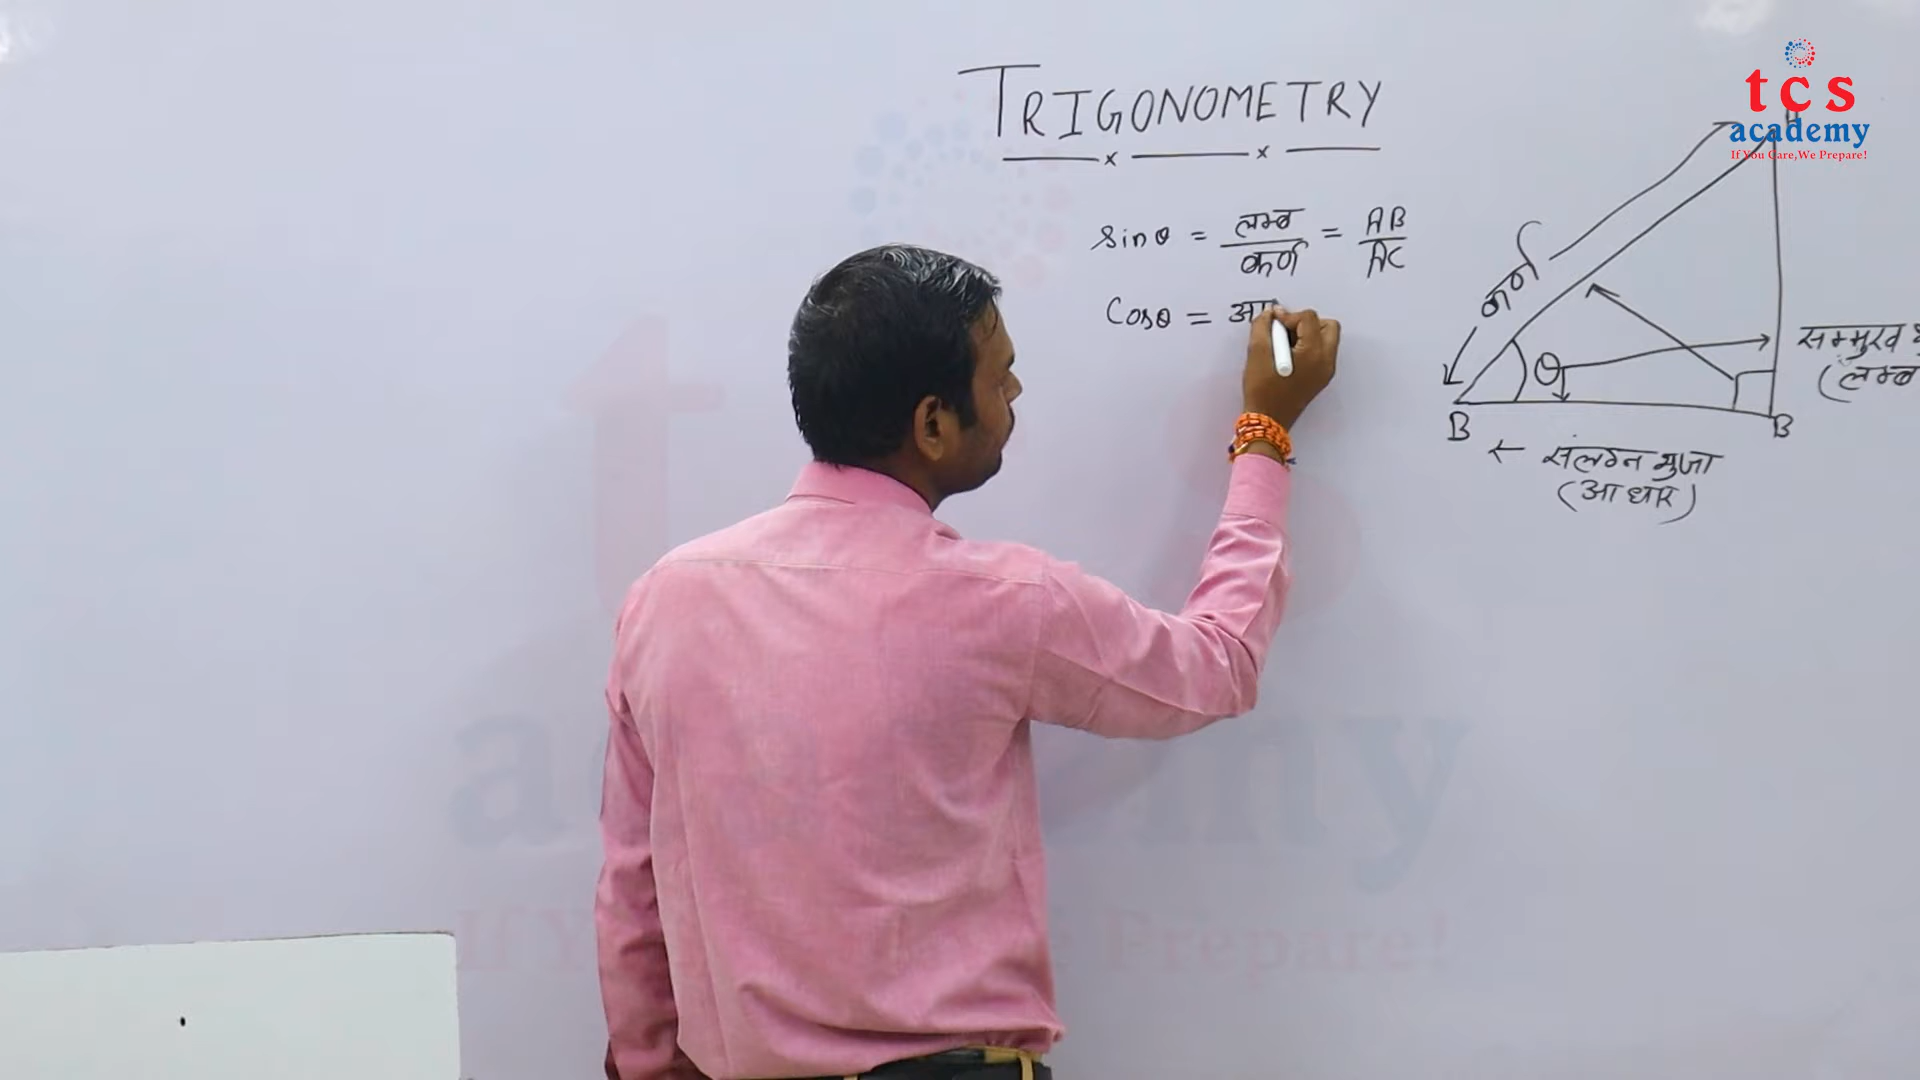 TRIGONOMETRY
sinθ = लम्ब / कर्ण = AB / AC
Cosθ =
कर्ण
θ
सम्मुख
(लम्ब
B
B
← संलग्न भुजा
(आधार)
tcs
academy
If You Care,We Prepare!